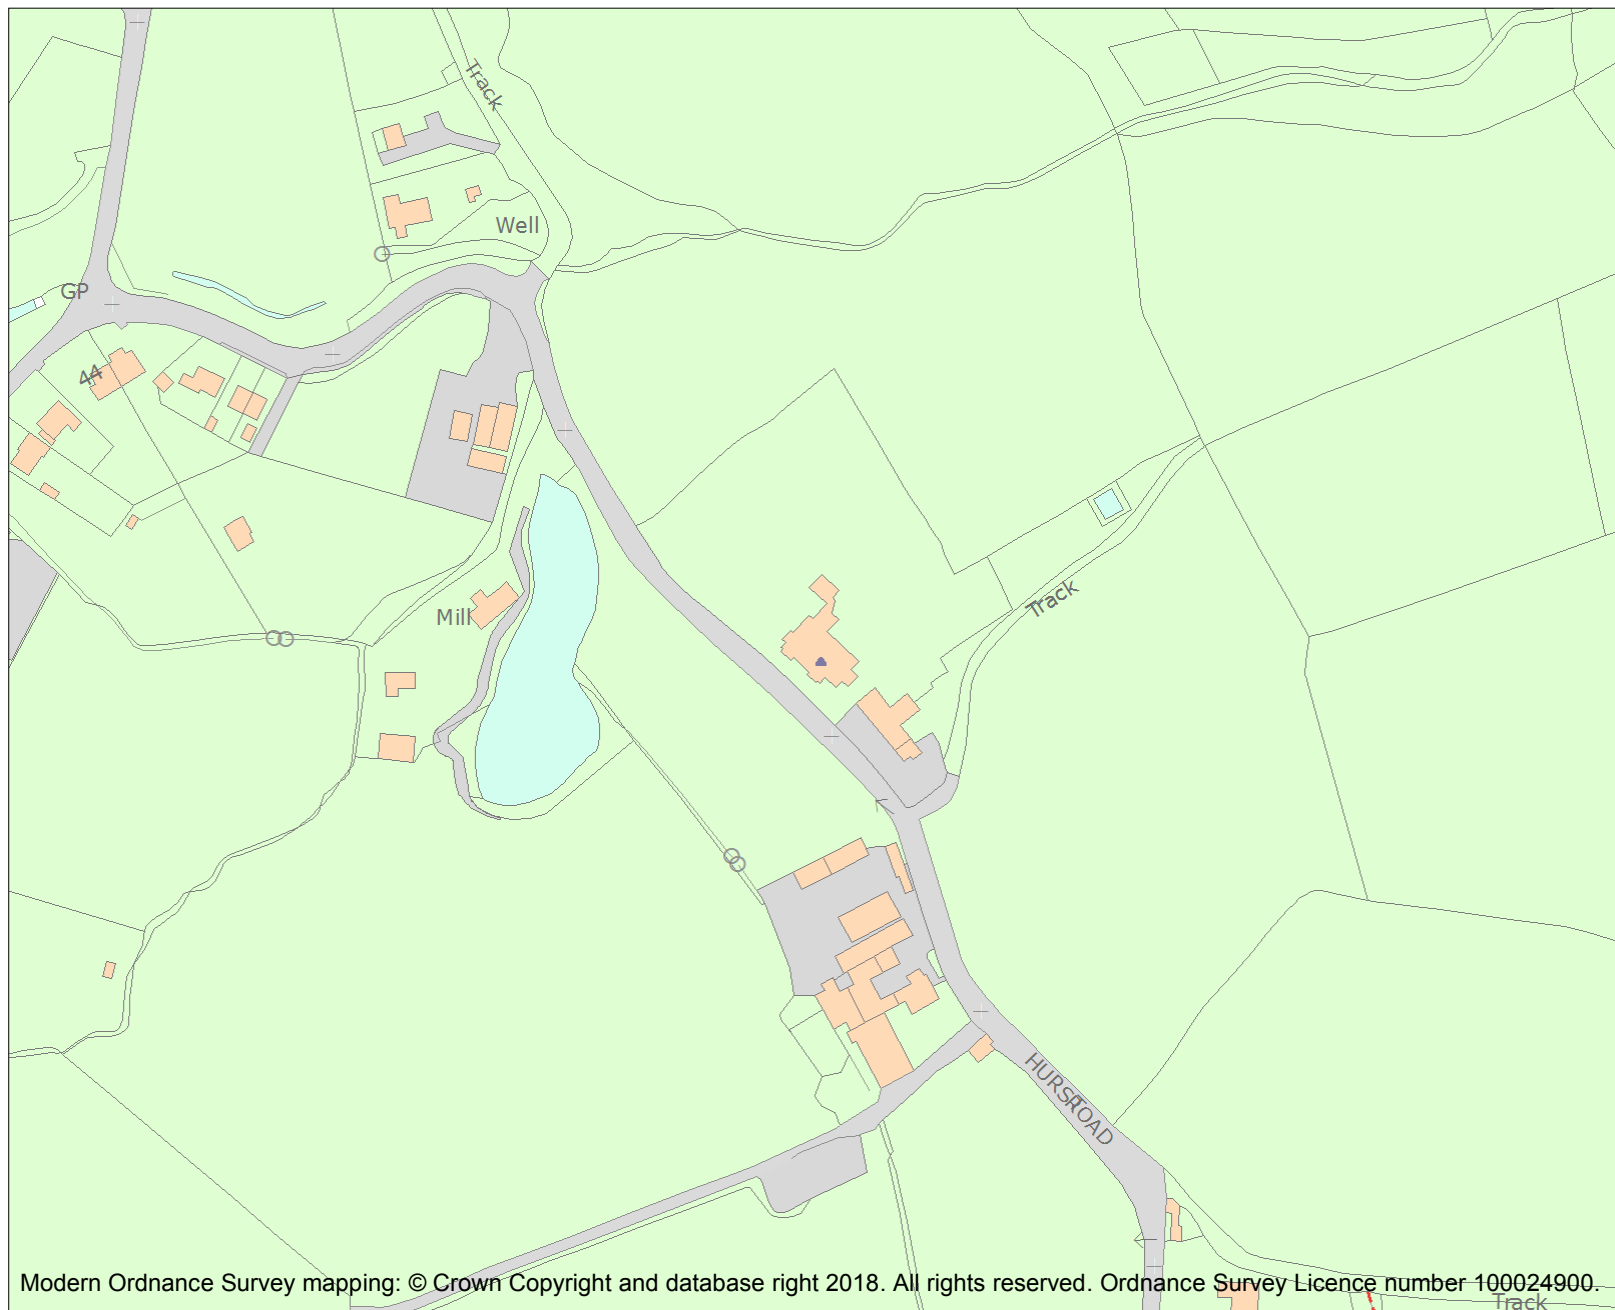 Track
Well
GP
44
Mill
Track
HURST ROAD
Modern Ordnance Survey mapping: © Crown Copyright and database right 2018. All rights reserved. Ordnance Survey Licence number 100024900.
Track